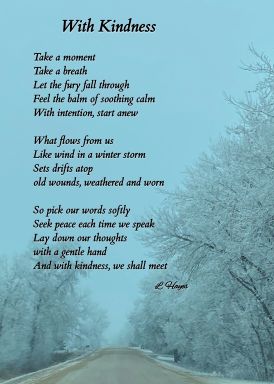 With Kindness
Take a moment
Take a breath
Let the fury fall through
Feel the balm of soothing calm
With intention, start anew
What flows from us
Like wind in a winter storm
Sets drifts atop
old wounds, weathered and worn
So pick our words softly
Seek peace each time we speak
Lay down our thoughts
with a gentle hand
And with kindness, we shall meet
L Hayes